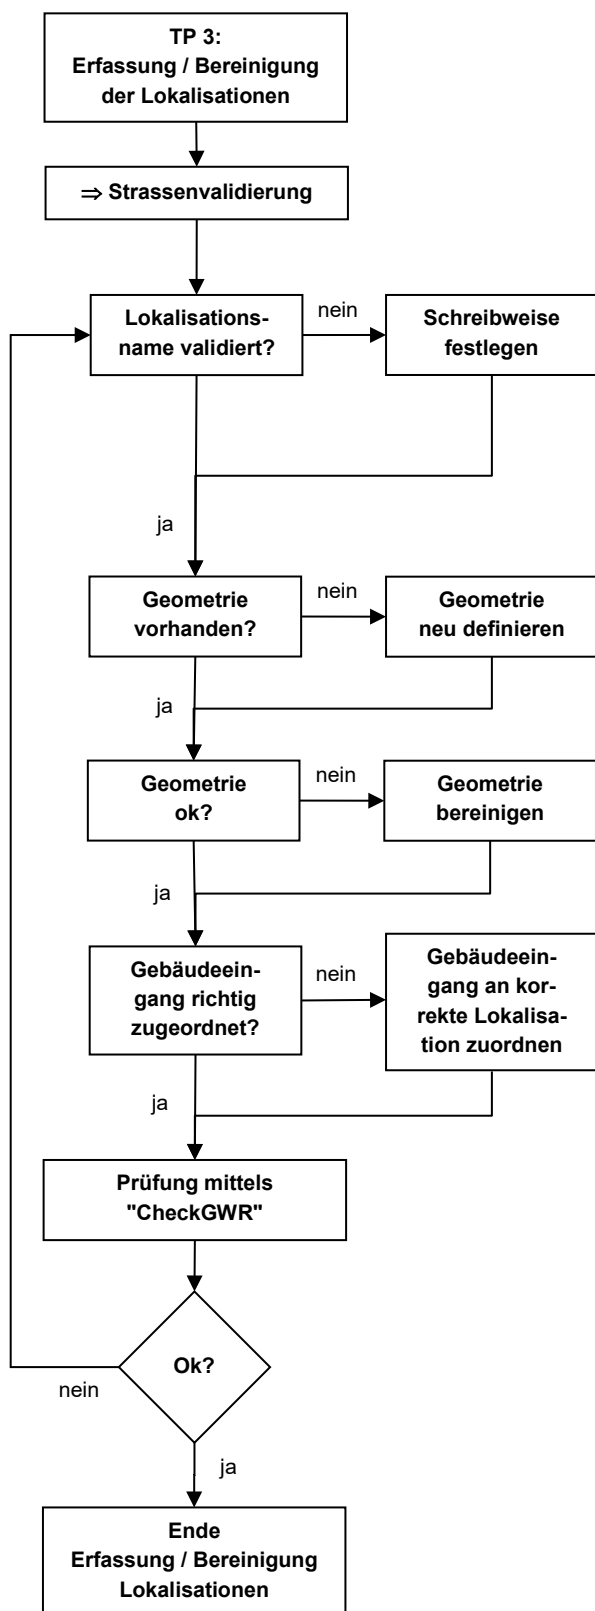 TP 3:
Erfassung / Bereinigung
der Lokalisationen
⇒ Strassenvalidierung
Lokalisations-
name validiert?
nein
Schreibweise
festlegen
ja
Geometrie
vorhanden?
nein
Geometrie
neu definieren
ja
Geometrie
ok?
nein
Geometrie
bereinigen
ja
Gebäudeein-
gang richtig
zugeordnet?
nein
Gebäudeein-
gang an kor-
rekte Lokalisa-
tion zuordnen
ja
Prüfung mittels
"CheckGWR"
Ok?
nein
ja
Ende
Erfassung / Bereinigung
Lokalisationen